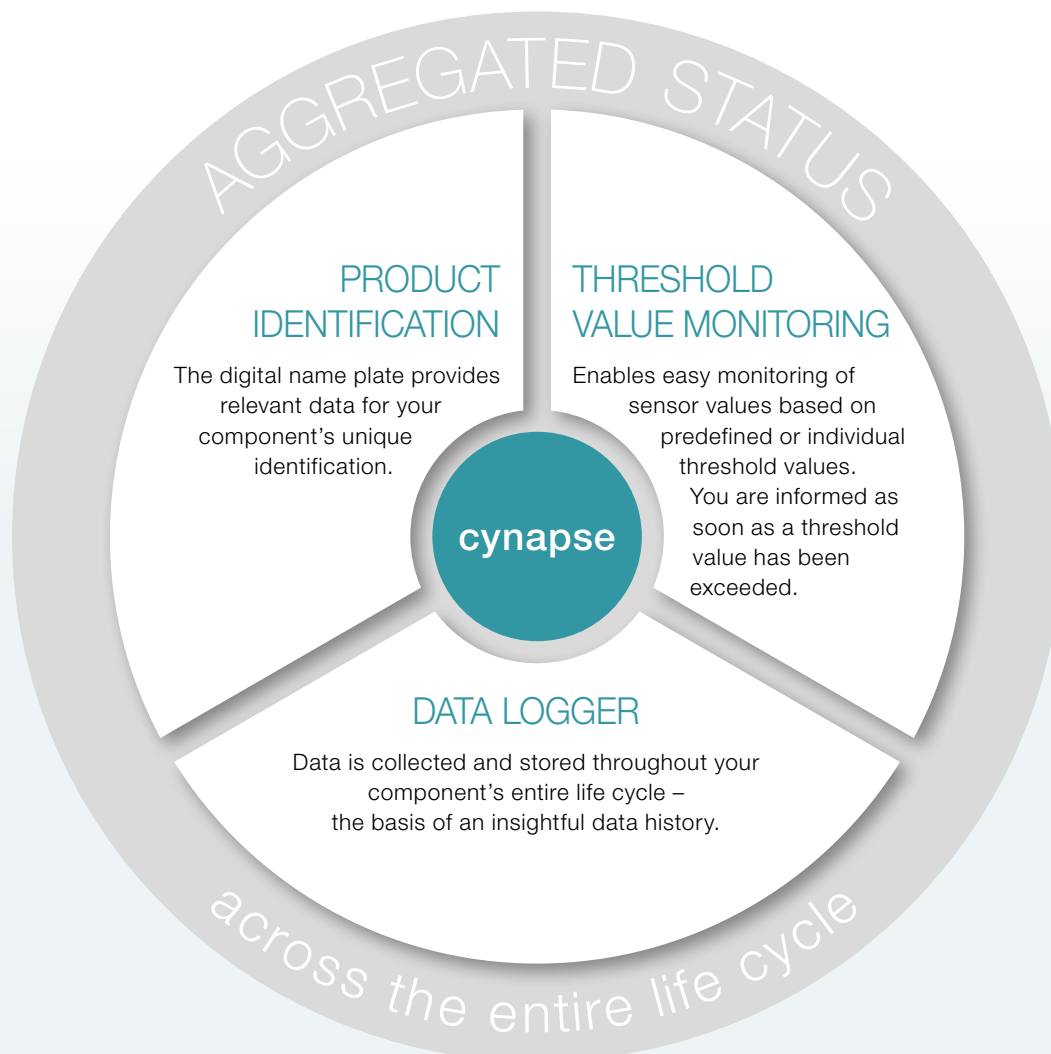 AGGREGATED STATUS
PRODUCT
IDENTIFICATION
The digital name plate provides
relevant data for your
component’s unique
identification.
THRESHOLD
VALUE MONITORING
Enables easy monitoring of
sensor values based on
predefined or individual
threshold values.
You are informed as
soon as a threshold
value has been
exceeded.
cynapse
DATA LOGGER
Data is collected and stored throughout your
component’s entire life cycle –
the basis of an insightful data history.
across the entire life cycle